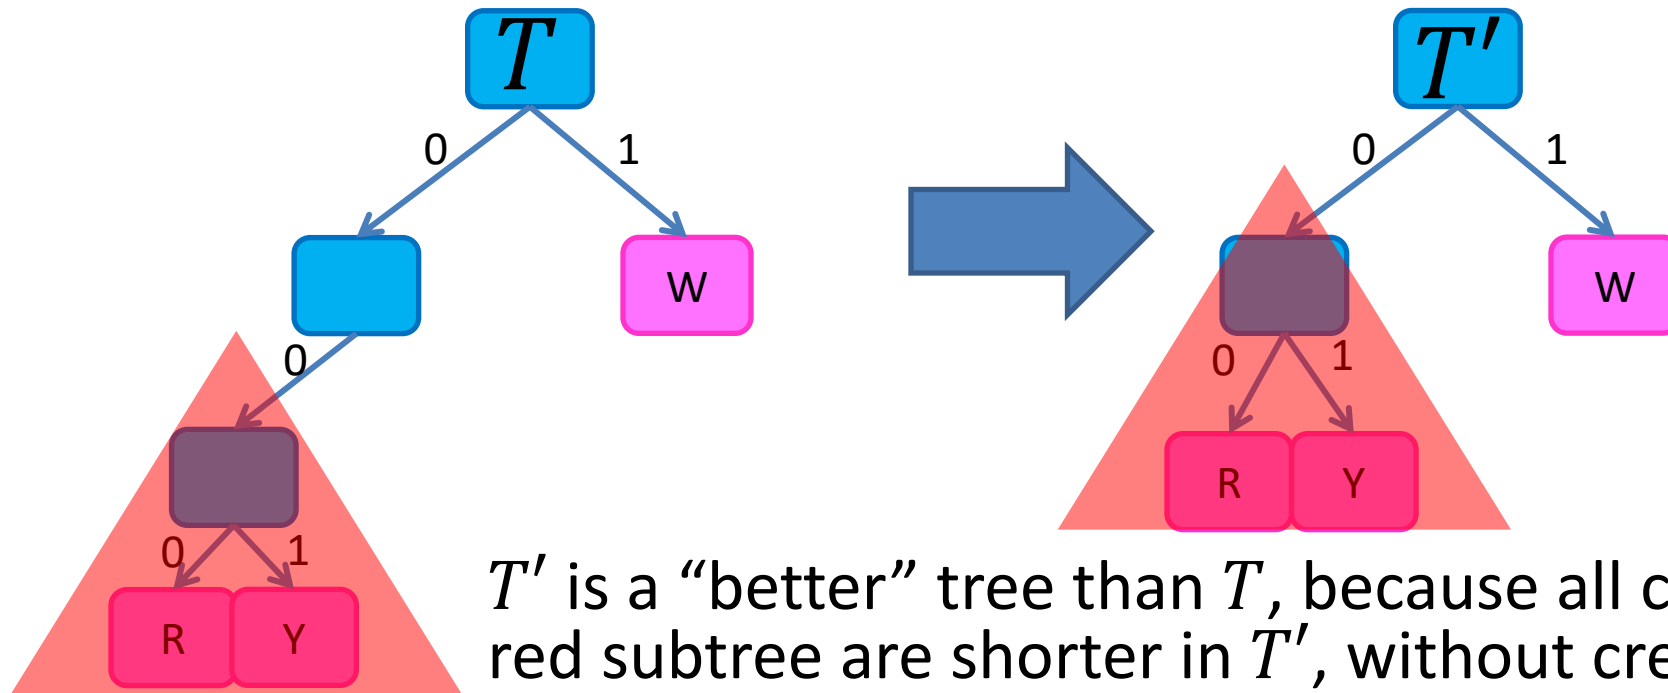 T
T′
0
1
0
1
W
W
0
0
1
0
1
R
Y
R
Y
T′ is a “better” tree than T, because all c
red subtree are shorter in T′, without cre